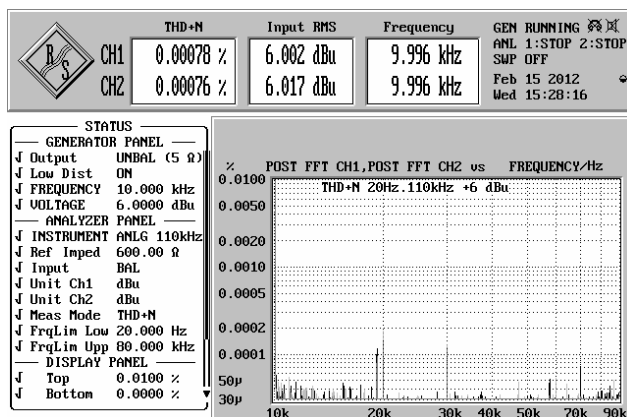 THD+N Input RMS Frequency
R S CH1 0.00078 % 6.002 dBu 9.996 kHz
CH2 0.00076 % 6.017 dBu 9.996 kHz
GEN RUNNING
ANL 1:STOP 2:STOP
SWP OFF
Feb 15 2012
Wed 15:28:16
STATUS
GENERATOR PANEL
√ Output UNBAL (5 Ω)
√ Low Dist ON
√ FREQUENCY 10.000 kHz
√ VOLTAGE 6.0000 dBu
ANALYZER PANEL
√ INSTRUMENT ANLG 110kHz
√ Ref Imped 600.00 Ω
√ Input BAL
√ Unit Ch1 dBu
√ Unit Ch2 dBu
√ Meas Mode THD+N
√ FrqLim Low 20.000 Hz
√ FrqLim Upp 80.000 kHz
DISPLAY PANEL
√ Top 0.0100 %
√ Bottom 0.0000 %
% POST FFT CH1,POST FFT CH2 vs FREQUENCY/Hz
THD+N 20Hz.110kHz +6 dBu
0.0100
0.0050
0.0020
0.0010
0.0005
0.0002
0.0001
50µ
30µ
10k 20k 30k 40k 50k 70k 90k